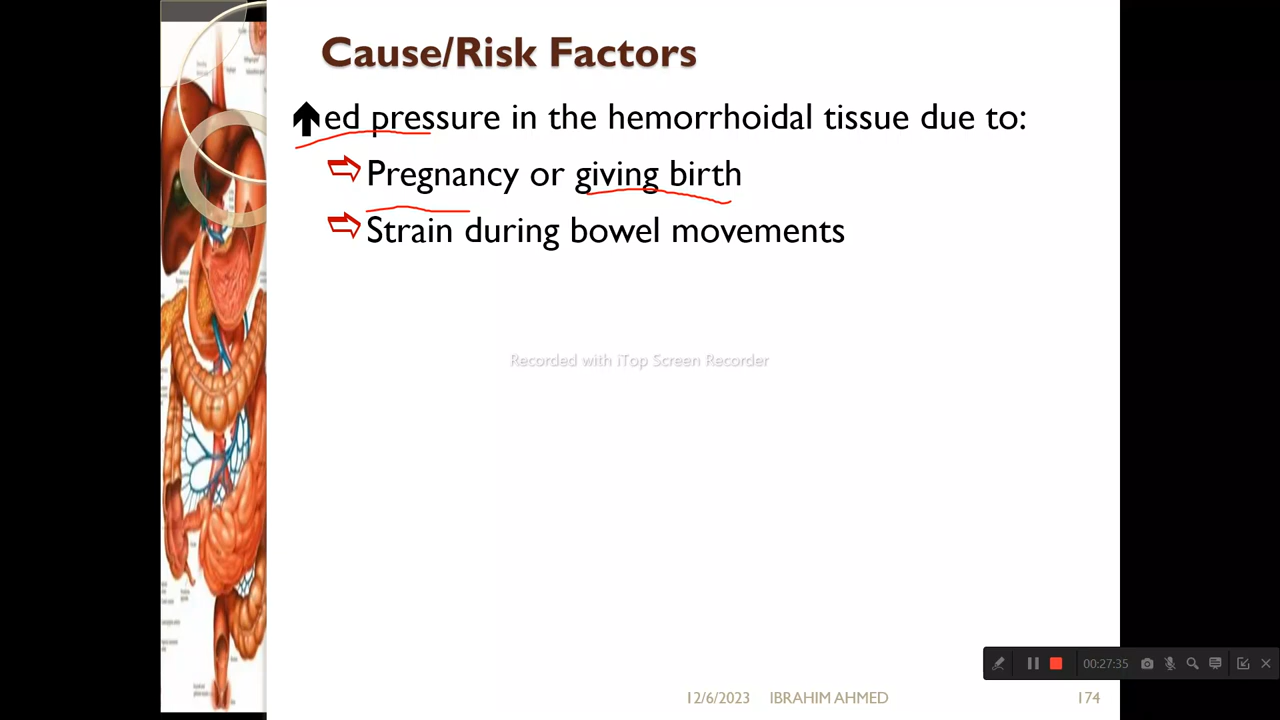 Cause/Risk Factors
ed pressure in the hemorrhoidal tissue due to:
Pregnancy or giving birth
Strain during bowel movements
Recorded with iTop Screen Recorder
00:27:35
12/6/2023 IBRAHIM AHMED 174